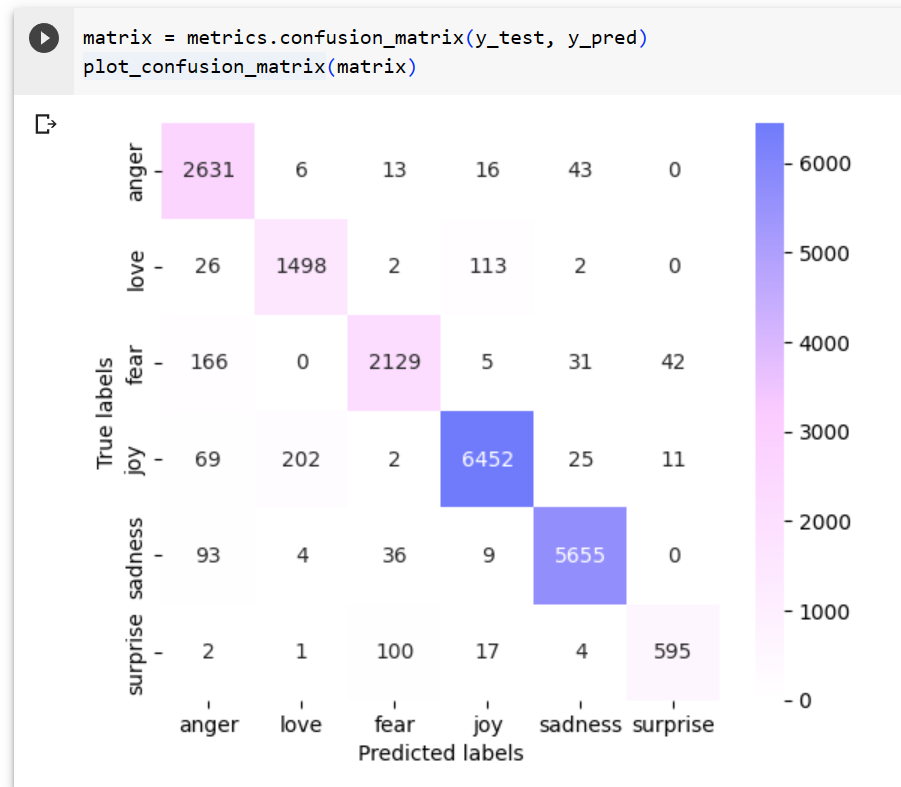 matrix = metrics.confusion_matrix(y_test, y_pred)
plot_confusion_matrix(matrix)
True labels
anger 2631 6 13 16 43 0
love 26 1498 2 113 2 0
fear 166 0 2129 5 31 42
joy 69 202 2 6452 25 11
sadness 93 4 36 9 5655 0
surprise 2 1 100 17 4 595
anger love fear joy sadness surprise
Predicted labels
6000
5000
4000
3000
2000
1000
0